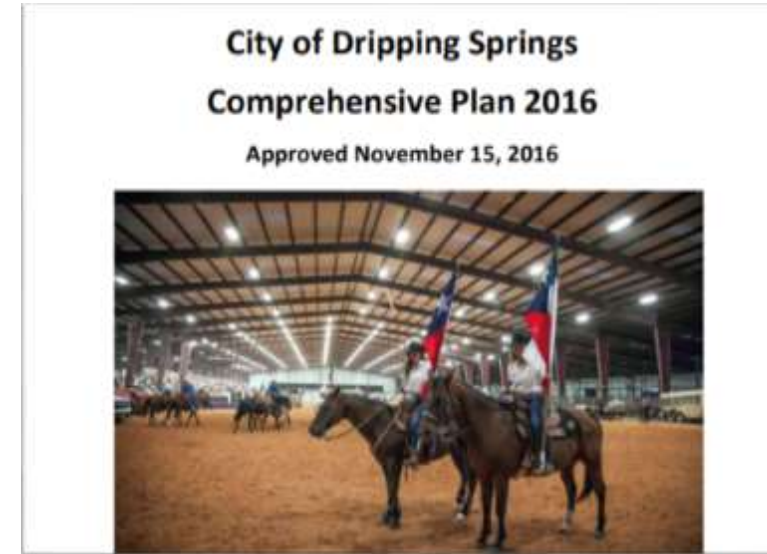 City of Dripping Springs
Comprehensive Plan 2016
Approved November 15, 2016